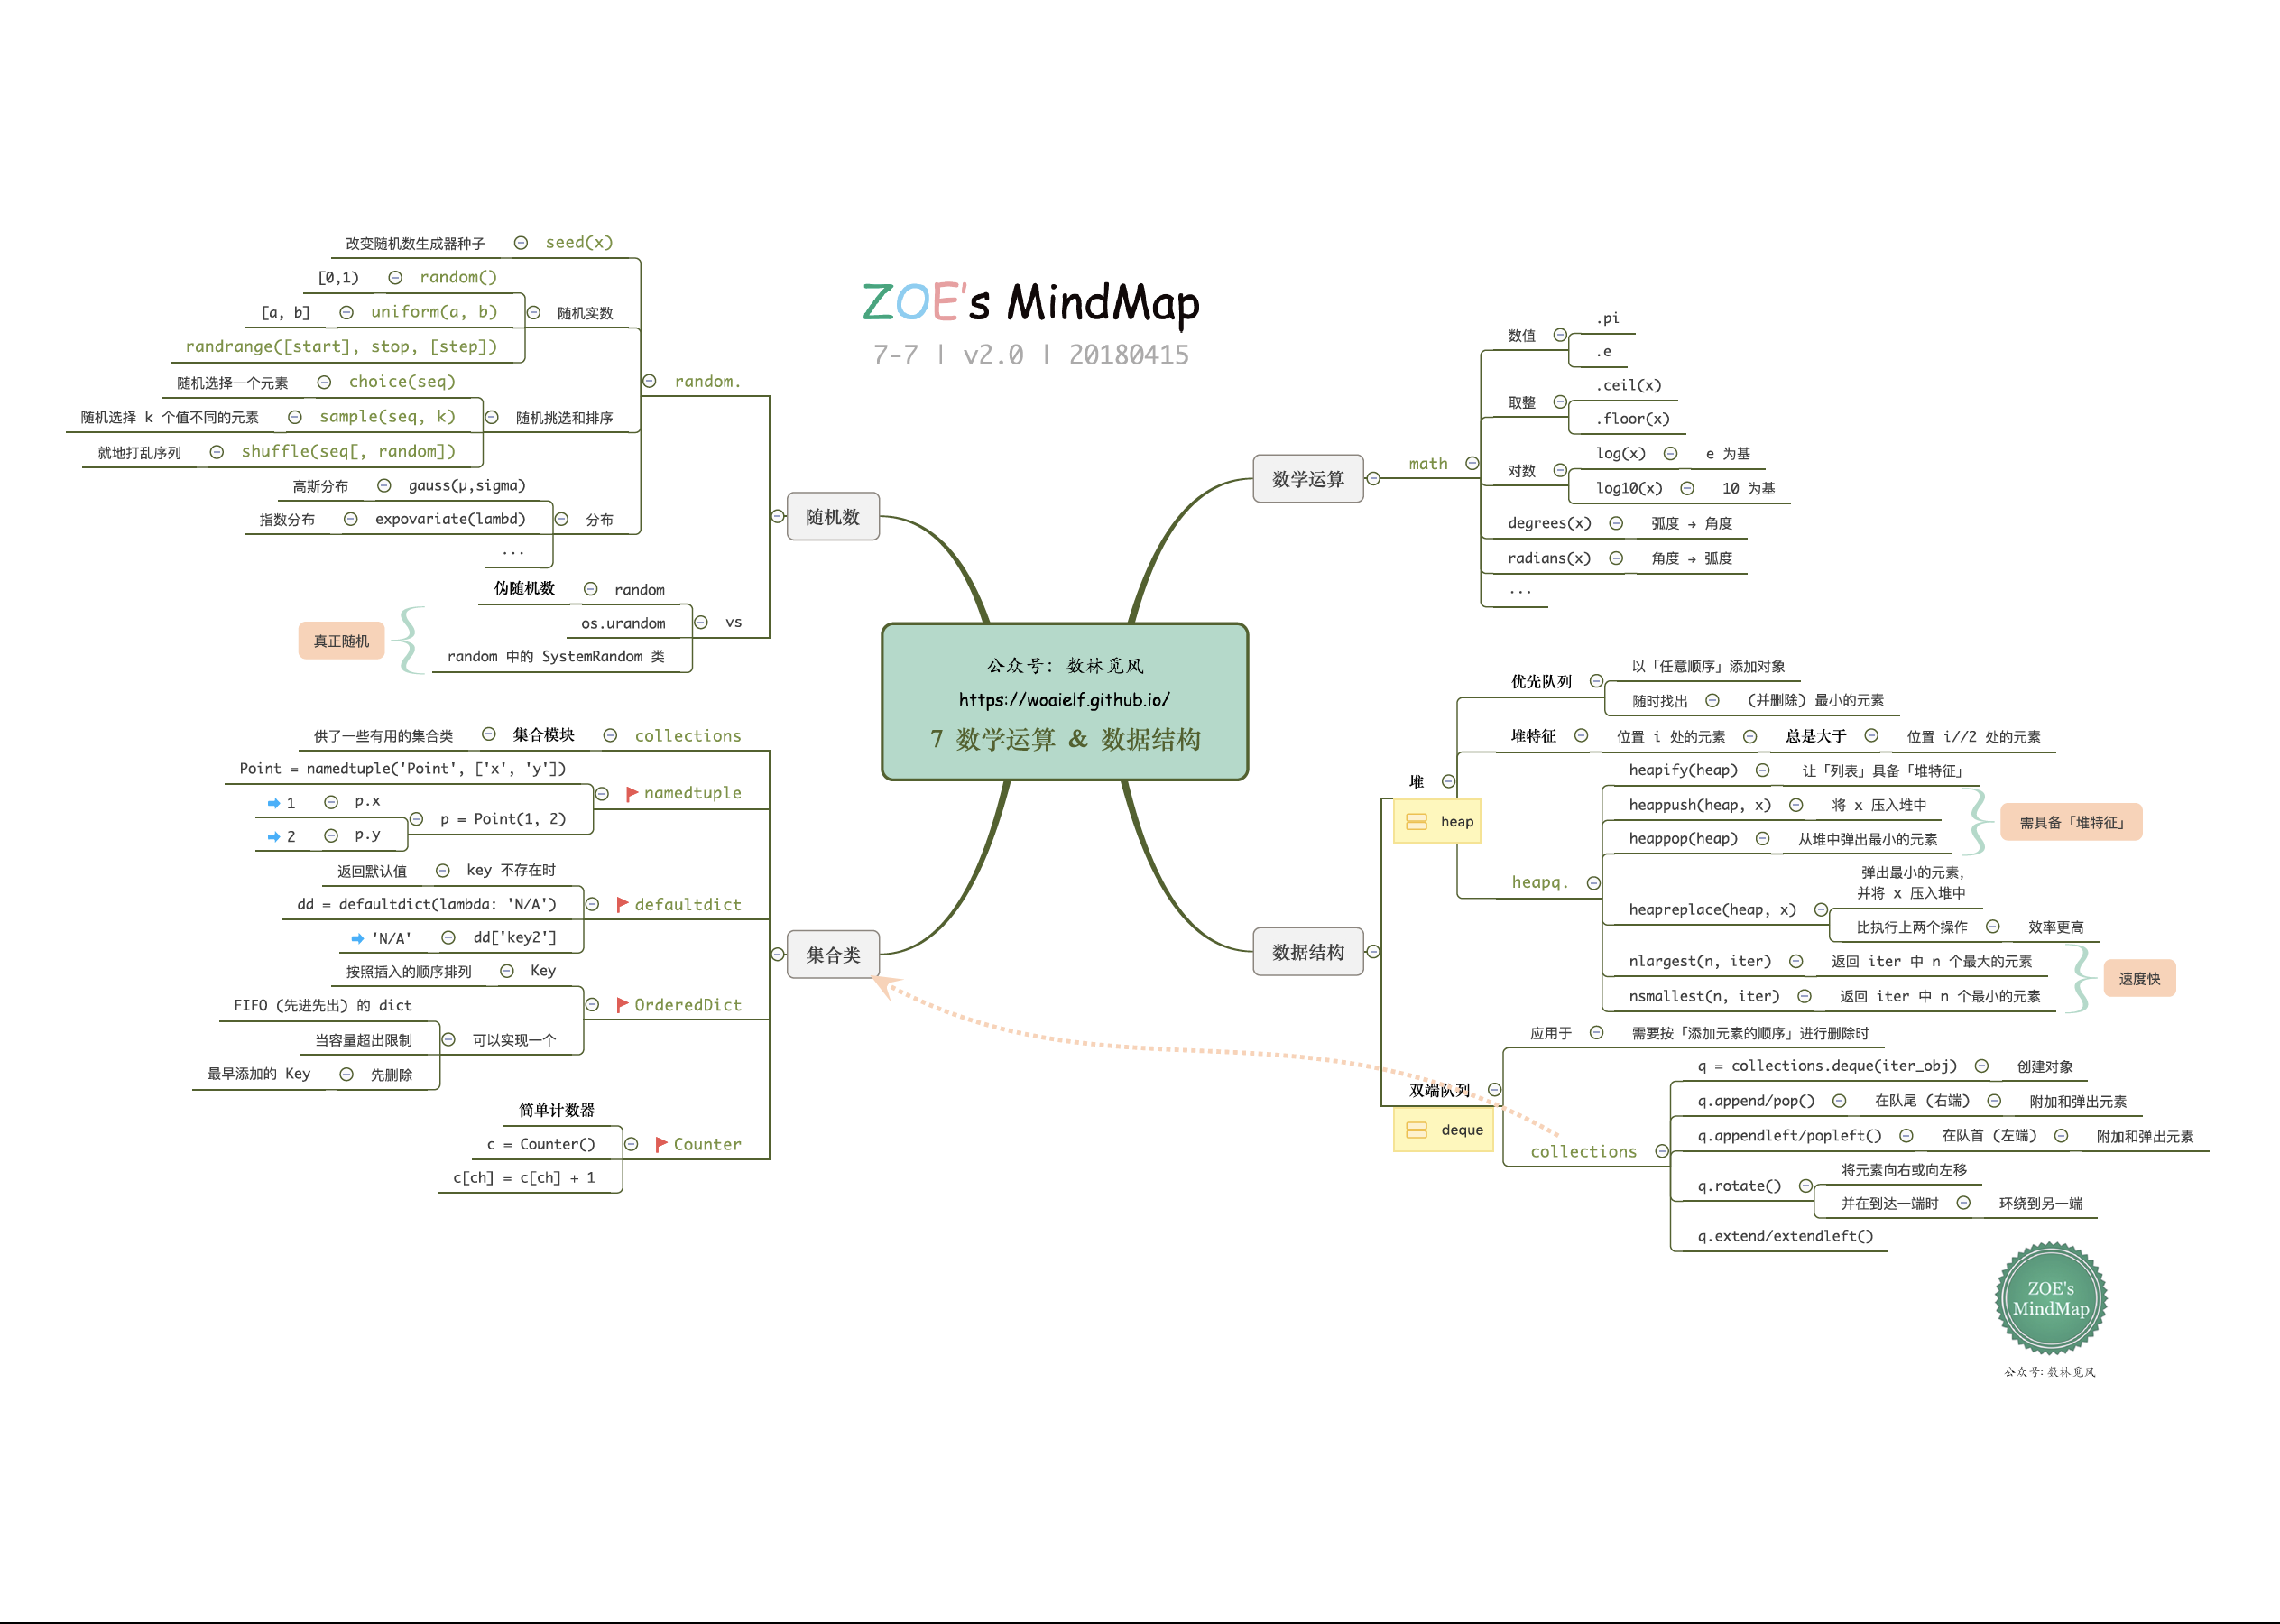 ZOE's MindMap
7-7 | v2.0 | 20180415
公众号: 数林觅风
https://woaielf.github.io/
7 数学运算 & 数据结构
随机数
random.
seed(x)
改变随机数生成器种子
随机实数
random()
[0,1)
uniform(a, b)
[a, b]
randrange([start], stop, [step])
随机挑选和排序
choice(seq)
随机选择一个元素
sample(seq, k)
随机选择 k 个值不同的元素
shuffle(seq[, random])
就地打乱序列
分布
gauss(μ,sigma)
高斯分布
expovariate(lambd)
指数分布
...
vs
random
伪随机数
os.urandom
random 中的 SystemRandom 类
真正随机
集合类
collections
集合模块
供了一些有用的集合类
namedtuple
Point = namedtuple('Point', ['x', 'y'])
p = Point(1, 2)
p.x
1
p.y
2
defaultdict
key 不存在时
返回默认值
dd = defaultdict(lambda: 'N/A')
dd['key2']
'N/A'
OrderedDict
Key
按照插入的顺序排列
可以实现一个
FIFO (先进先出) 的 dict
当容量超出限制
先删除
最早添加的 Key
Counter
简单计数器
c = Counter()
c[ch] = c[ch] + 1
数学运算
math
数值
.pi
.e
取整
.ceil(x)
.floor(x)
对数
log(x)
e 为基
log10(x)
10 为基
degrees(x)
弧度 → 角度
radians(x)
角度 → 弧度
...
数据结构
堆
heap
优先队列
以「任意顺序」添加对象
随时找出
(并删除) 最小的元素
堆特征
位置 i 处的元素
总是大于
位置 i//2 处的元素
heapq.
heapify(heap)
让「列表」具备「堆特征」
heappush(heap, x)
将 x 压入堆中
heappop(heap)
从堆中弹出最小的元素
需具备「堆特征」
heapreplace(heap, x)
弹出最小的元素,
并将 x 压入堆中
比执行上两个操作
效率更高
nlargest(n, iter)
返回 iter 中 n 个最大的元素
nsmallest(n, iter)
返回 iter 中 n 个最小的元素
速度快
双端队列
deque
应用于
需要按「添加元素的顺序」进行删除时
collections
q = collections.deque(iter_obj)
创建对象
q.append/pop()
在队尾 (右端)
附加和弹出元素
q.appendleft/popleft()
在队首 (左端)
附加和弹出元素
q.rotate()
将元素向右或向左移
并在到达一端时
环绕到另一端
q.extend/extendleft()
ZOE's
MindMap
公众号: 数林觅风